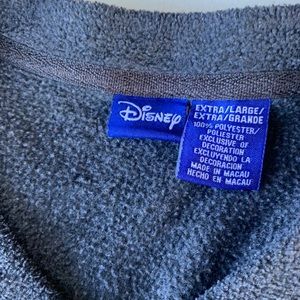 Disney
EXTRA/LARGE/
EXTRA/GRANDE
100% POLYESTER/
POLIESTER
EXCLUSIVE OF
DECORATION
EXCLUYENDO LA
DECORACION
MADE IN MACAU
HECHO EN MACAU